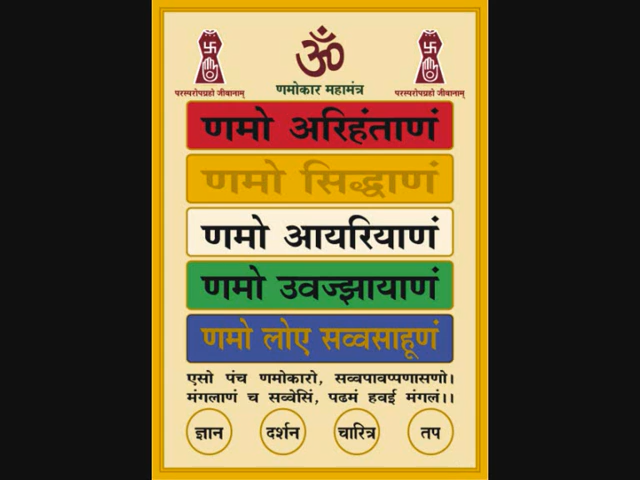 ॐ
णमोकार महामंत्र
परस्परोपग्रहो जीवानाम् परस्परोपग्रहो जीवानाम्
णमो अरिहंताणं
णमो सिद्धाणं
णमो आयरियाणं
णमो उवज्झायाणं
णमो लोए सव्वसाहूणं
एसो पंच णमोकारो, सव्वपावप्पणासणो।
मंगलाणं च सव्वेसिं, पढमं हवई मंगलं।।
ज्ञान दर्शन चारित्र तप